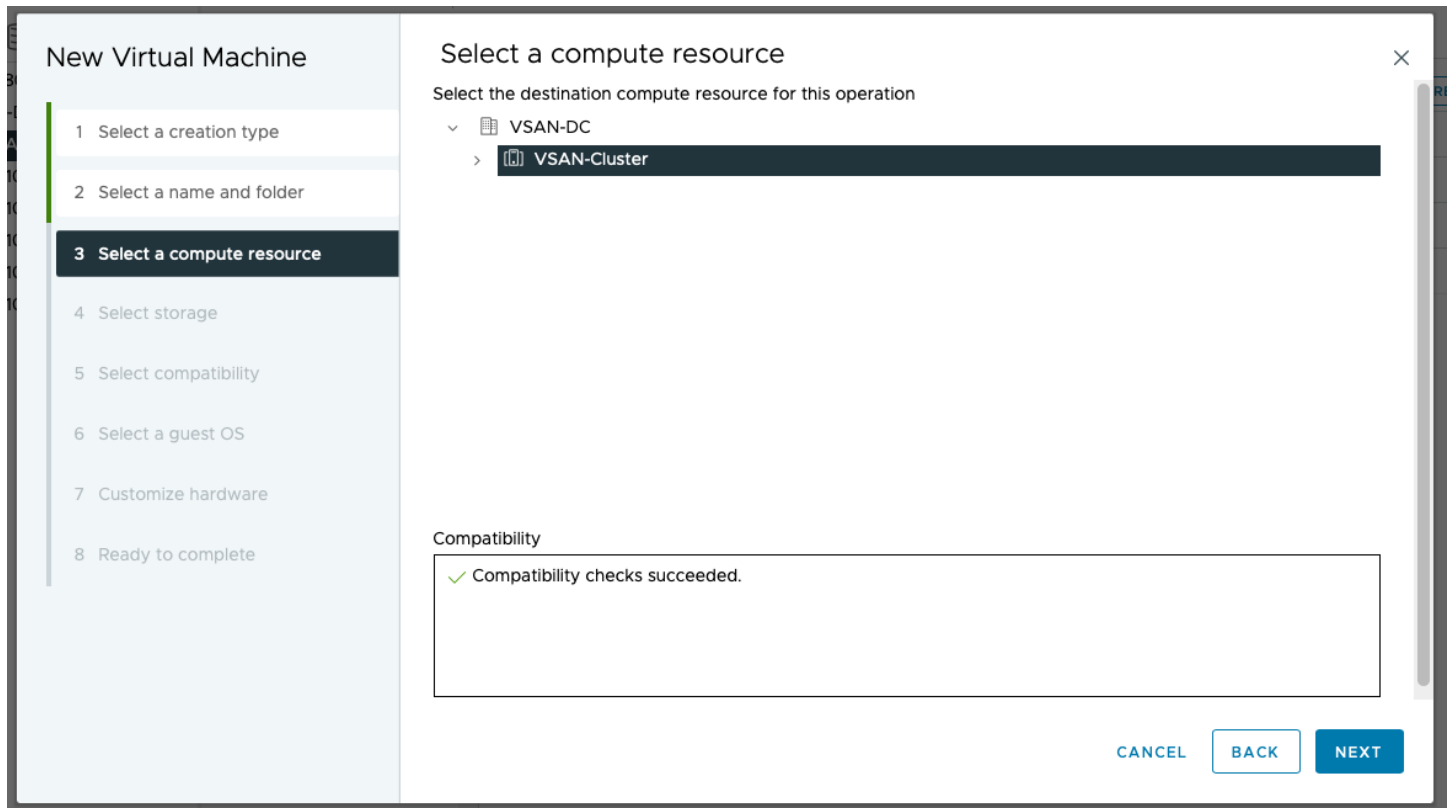 New Virtual Machine
1 Select a creation type
2 Select a name and folder
3 Select a compute resource
4 Select storage
5 Select compatibility
6 Select a guest OS
7 Customize hardware
8 Ready to complete
Select a compute resource
Select the destination compute resource for this operation
VSAN-DC
VSAN-Cluster
Compatibility
Compatibility checks succeeded.
CANCEL BACK NEXT